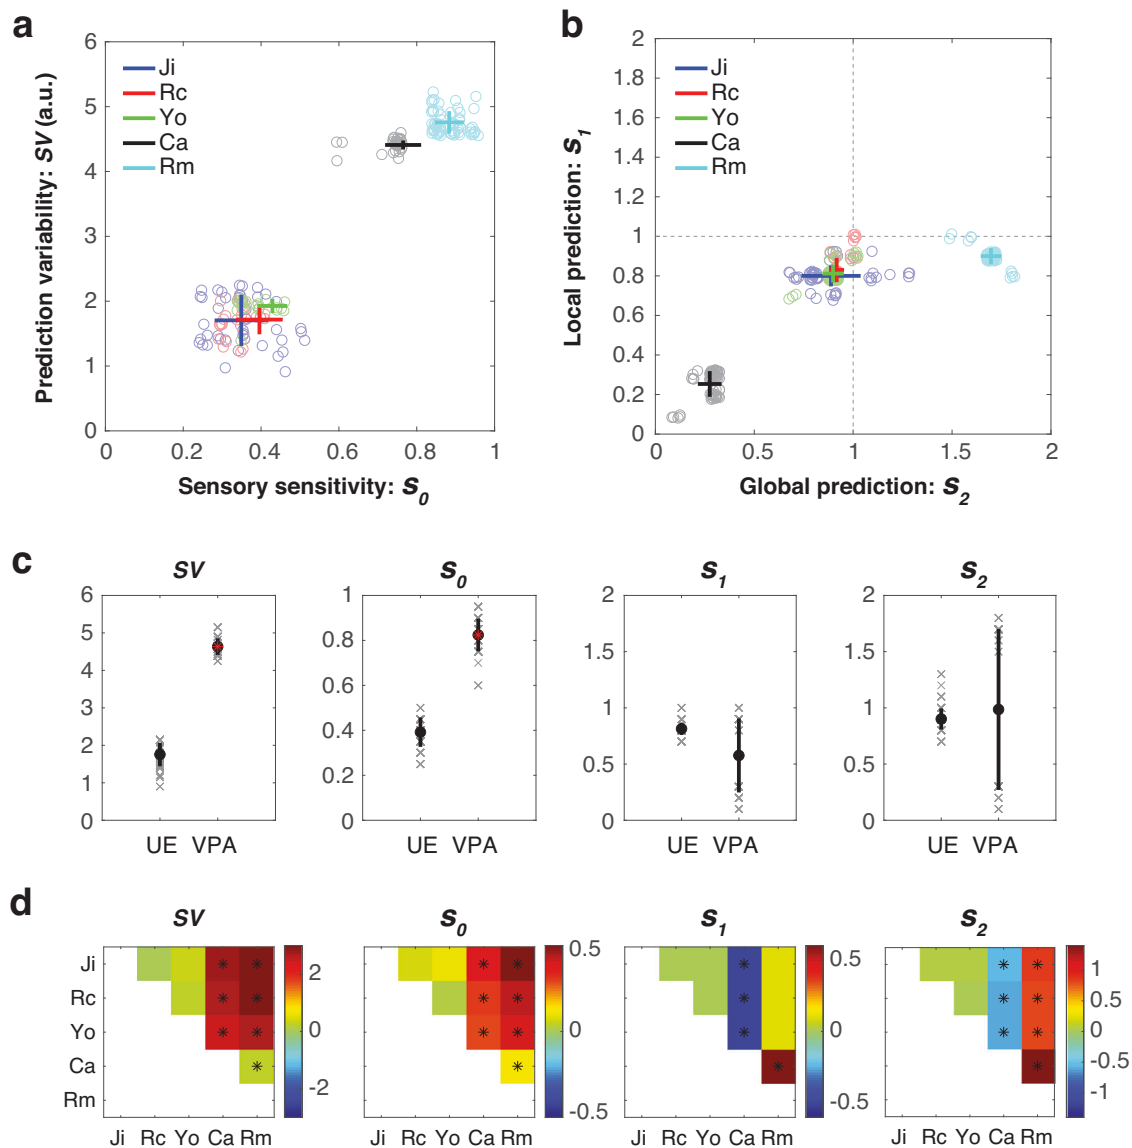 a
Prediction variability: SV (a.u.)
6
5
4
3
2
1
0
Ji
Rc
Yo
Ca
Rm
0 0.2 0.4 0.6 0.8 1
Sensory sensitivity: S0
b
Local prediction: S1
2
1.8
1.6
1.4
1.2
1
0.8
0.6
0.4
0.2
0
Ji
Rc
Yo
Ca
Rm
0 0.5 1 1.5 2
Global prediction: S2
c
SV
6
5
4
3
2
1
0
UE VPA
S0
1
0.8
0.6
0.4
0.2
0
UE VPA
S1
2
1.5
1
0.5
0
UE VPA
S2
2
1.5
1
0.5
0
UE VPA
d
SV
Ji
Rc
Yo
Ca
Rm
Ji Rc Yo Ca Rm
2
0
-2
S0
Ji Rc Yo Ca Rm
0.5
0
-0.5
S1
Ji Rc Yo Ca Rm
0.5
0
-0.5
S2
Ji Rc Yo Ca Rm
1
0.5
0
-0.5
-1